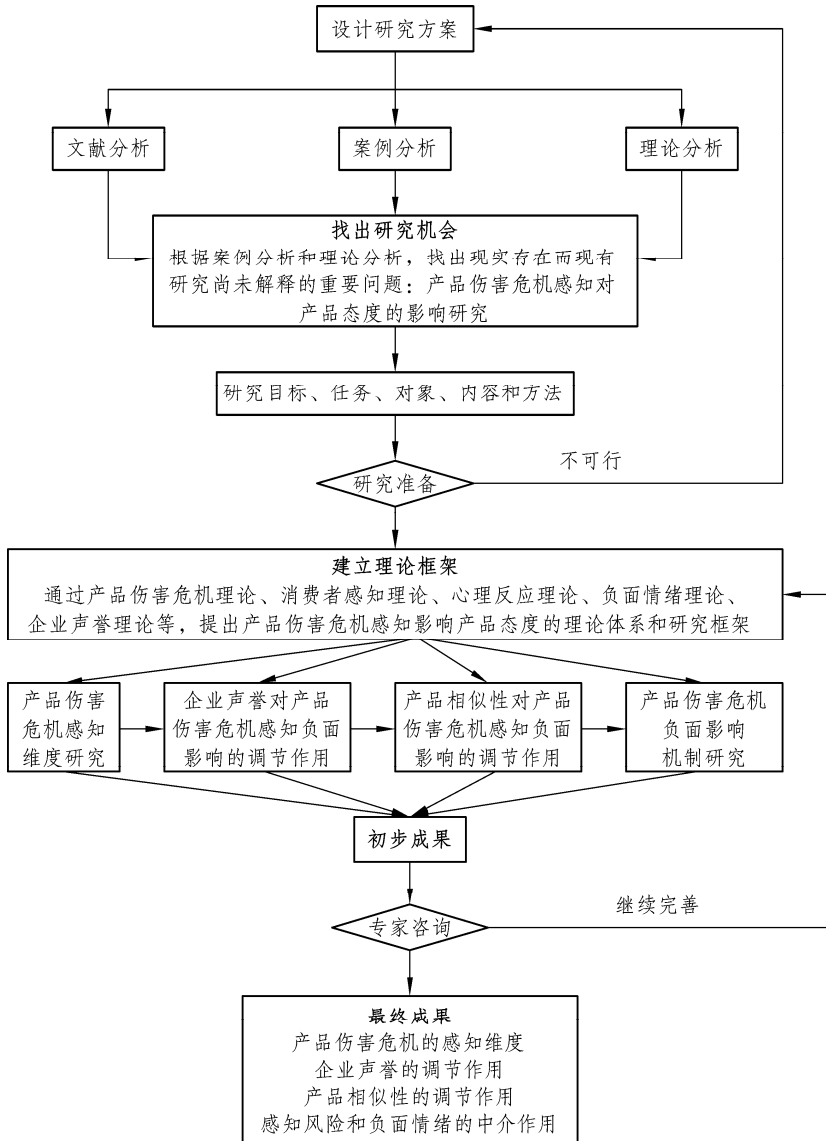 设计研究方案
文献分析
案例分析
理论分析
找出研究机会
根据案例分析和理论分析，找出现实存在而现有
研究尚未解释的重要问题：产品伤害危机感知对
产品态度的影响研究
研究目标、任务、对象、内容和方法
不可行
研究准备
建立理论框架
通过产品伤害危机理论、消费者感知理论、心理反应理论、负面情绪理论、
企业声誉理论等，提出产品伤害危机感知影响产品态度的理论体系和研究框架
产品伤害
危机感知
维度研究
企业声誉对产品
伤害危机感知负面
影响的调节作用
产品相似性对产品
伤害危机感知负面
影响的调节作用
产品伤害危机
负面影响
机制研究
初步成果
继续完善
专家咨询
最终成果
产品伤害危机的感知维度
企业声誉的调节作用
产品相似性的调节作用
感知风险和负面情绪的中介作用